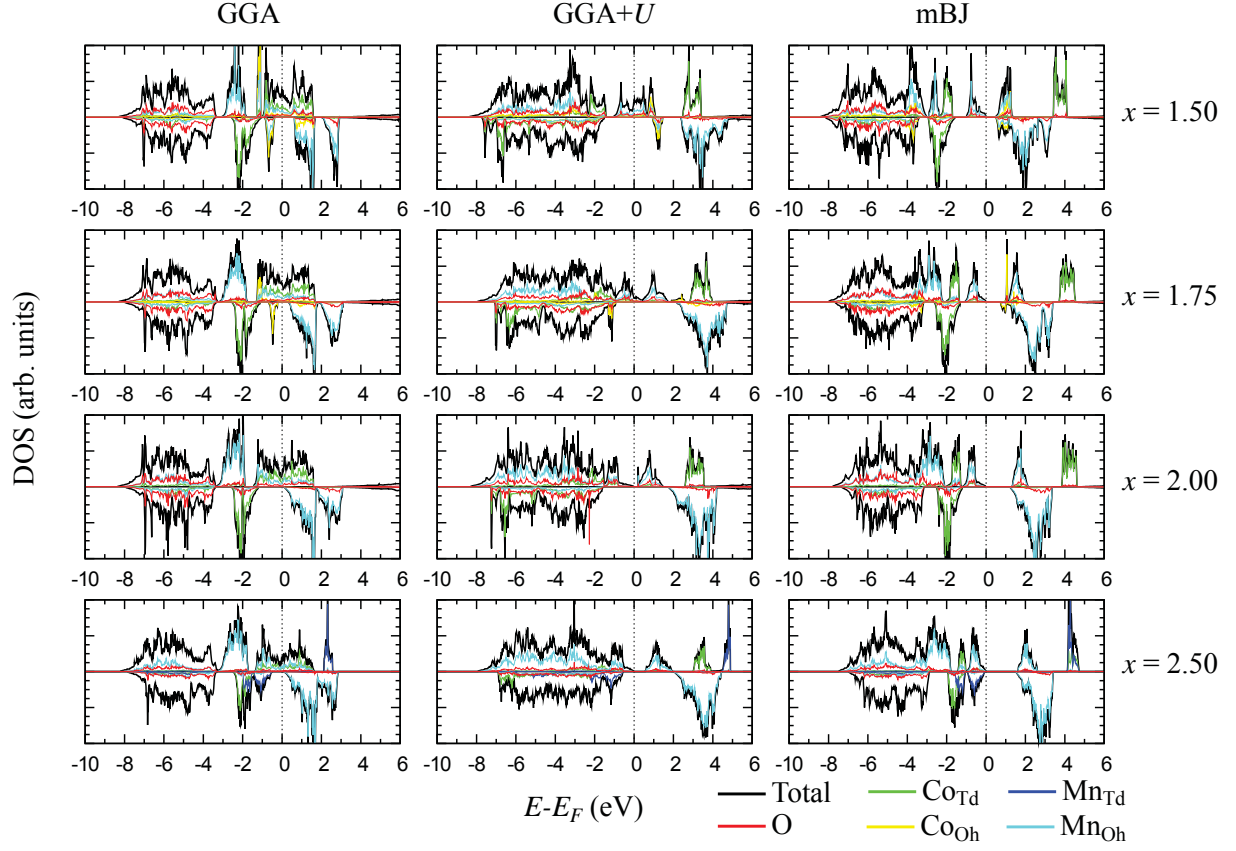 GGA GGA+U mBJ
x = 1.50
-10 -8 -6 -4 -2 0 2 4 6 -10 -8 -6 -4 -2 0 2 4 6 -10 -8 -6 -4 -2 0 2 4 6
x = 1.75
-10 -8 -6 -4 -2 0 2 4 6 -10 -8 -6 -4 -2 0 2 4 6 -10 -8 -6 -4 -2 0 2 4 6
DOS (arb. units)
x = 2.00
-10 -8 -6 -4 -2 0 2 4 6 -10 -8 -6 -4 -2 0 2 4 6 -10 -8 -6 -4 -2 0 2 4 6
x = 2.50
-10 -8 -6 -4 -2 0 2 4 6 -10 -8 -6 -4 -2 0 2 4 6 -10 -8 -6 -4 -2 0 2 4 6
E-E_F (eV)
Total Co_Td Mn_Td
O Co_Oh Mn_Oh